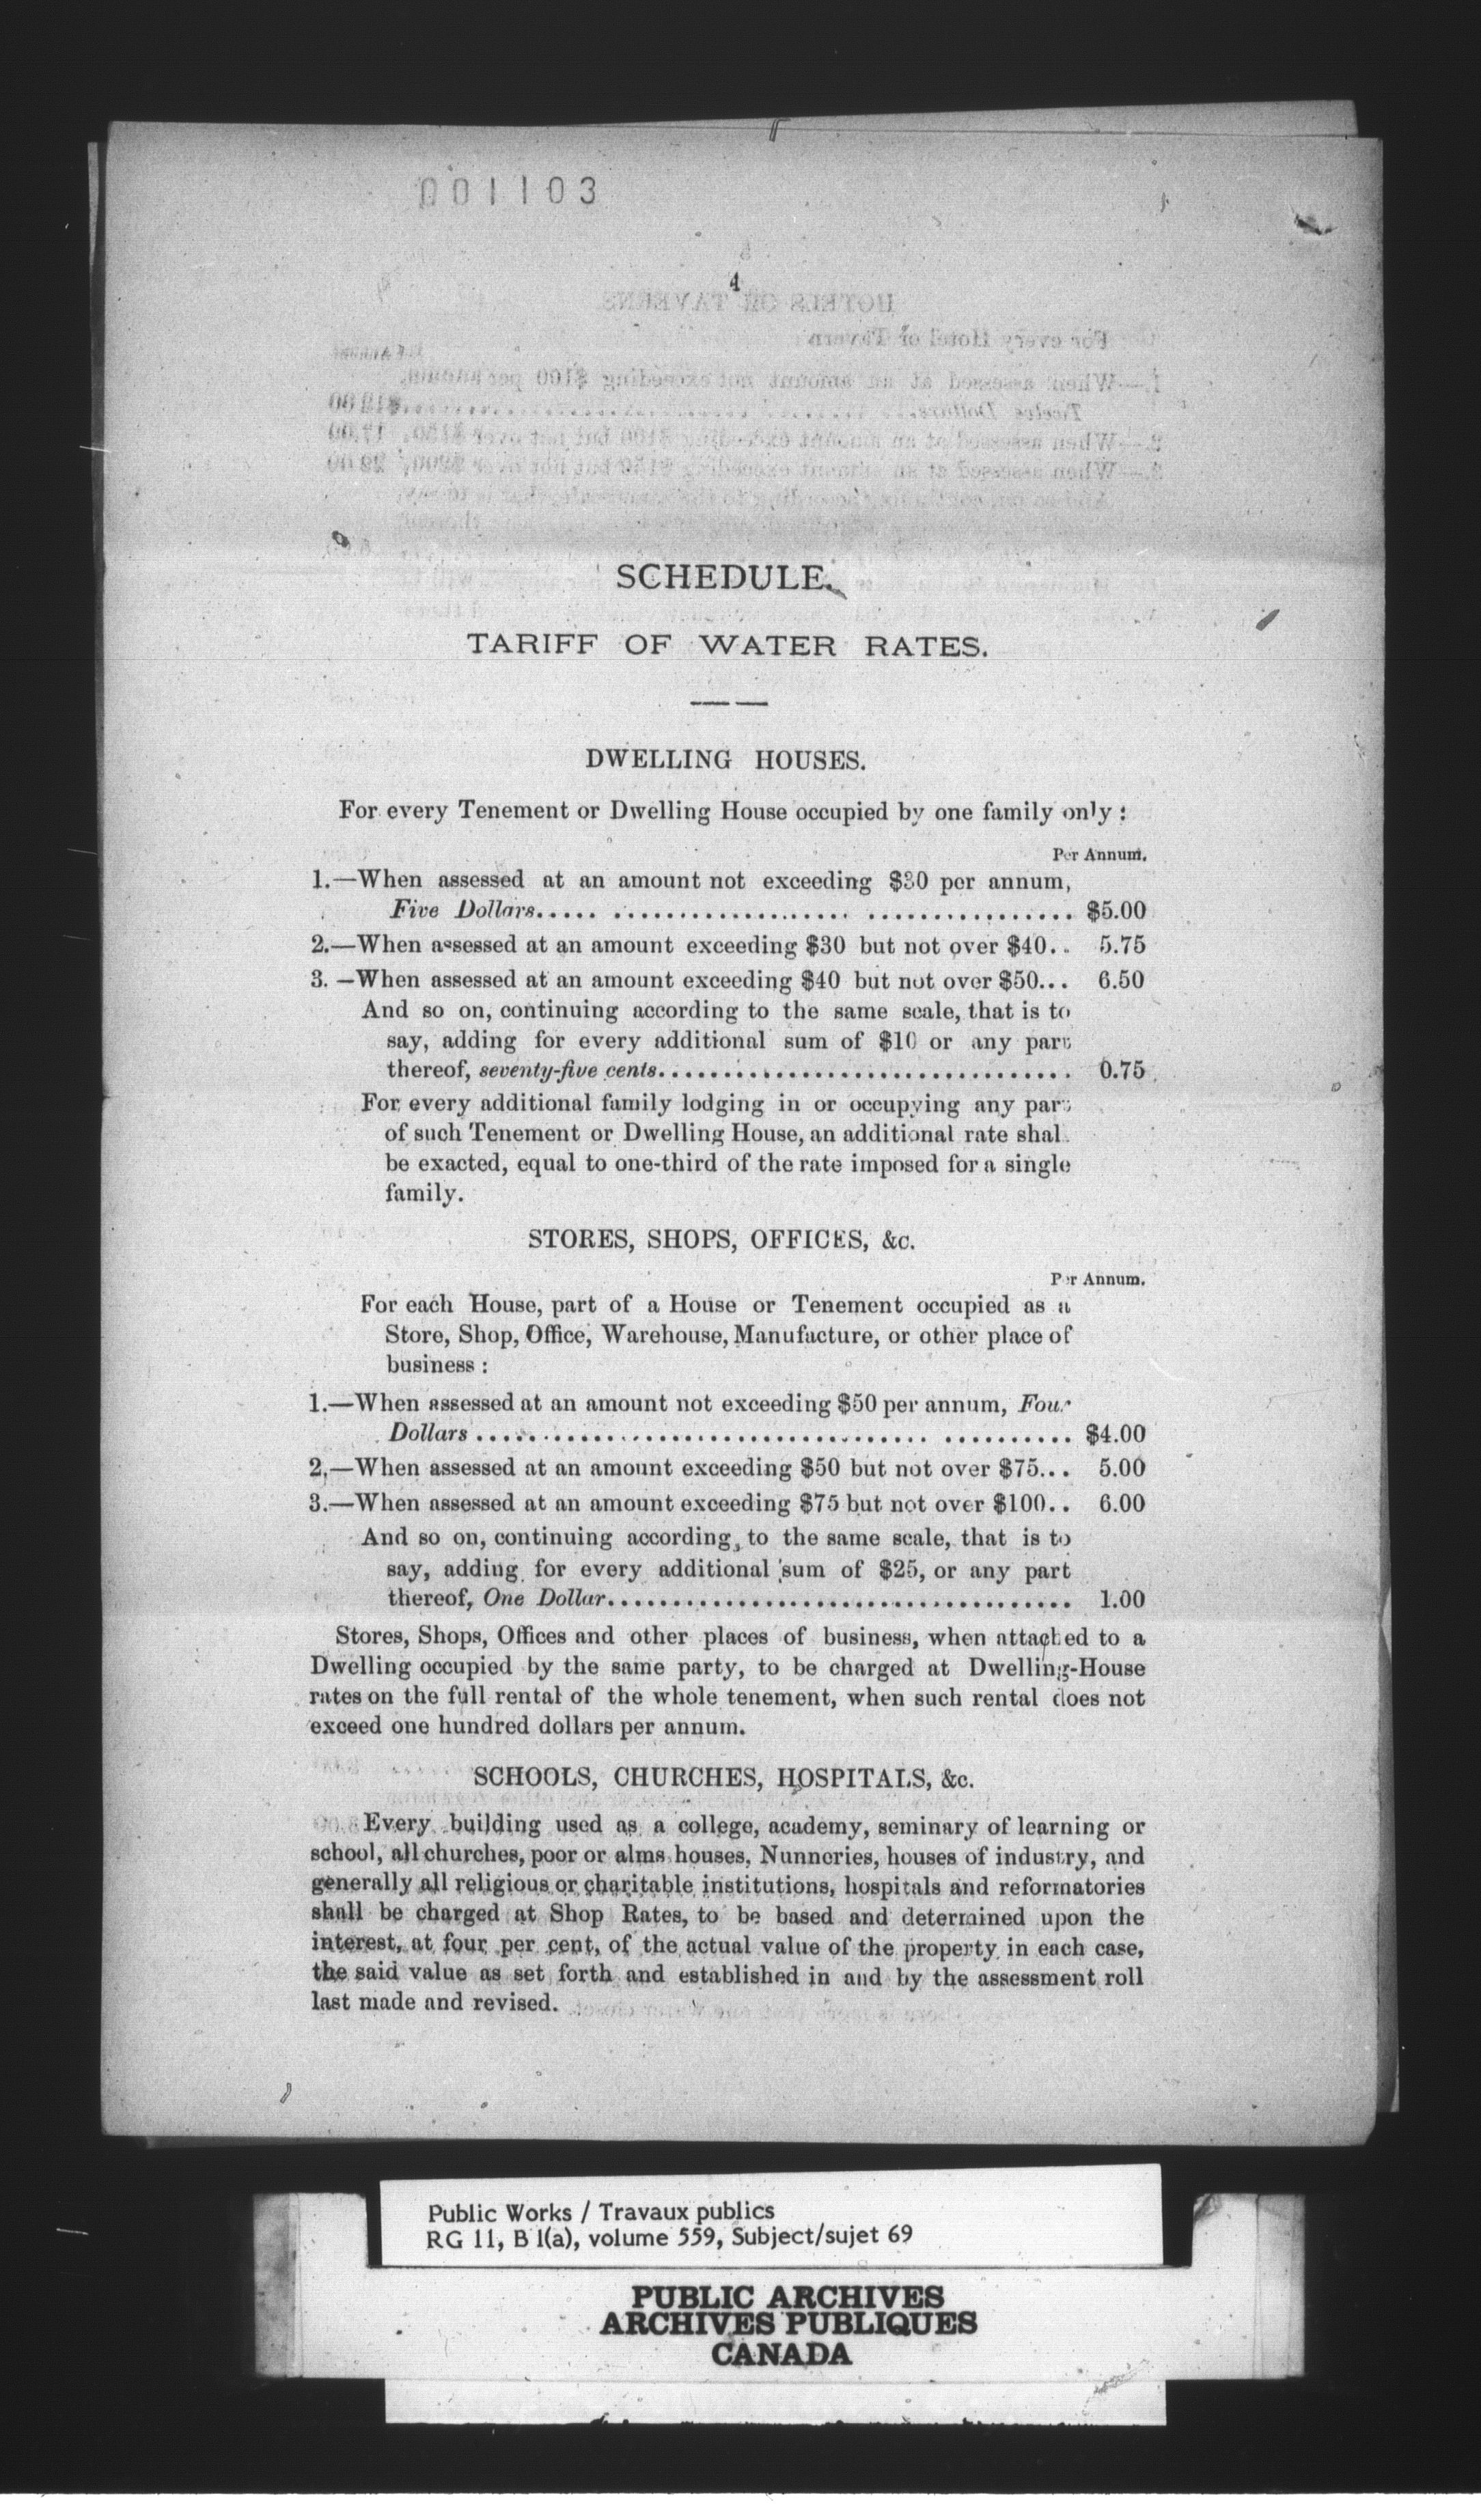 001103
4
SCHEDULE.
TARIFF OF WATER RATES.
DWELLING HOUSES.
For every Tenement or Dwelling House occupied by one family only :
Per Annum.
1.—When assessed at an amount not exceeding $30 per annum,
Five Dollars..... .................. ................ $5.00
2.—When assessed at an amount exceeding $30 but not over $40.. 5.75
3. —When assessed at an amount exceeding $40 but not over $50... 6.50
And so on, continuing according to the same scale, that is to
say, adding for every additional sum of $10 or any part
thereof, seventy-five cents................................ 0.75
For every additional family lodging in or occupying any part
of such Tenement or Dwelling House, an additional rate shal
be exacted, equal to one-third of the rate imposed for a single
family.
STORES, SHOPS, OFFICES, &c.
Per Annum.
For each House, part of a House or Tenement occupied as a
Store, Shop, Office, Warehouse, Manufacture, or other place of
business :
1.—When assessed at an amount not exceeding $50 per annum, Four
Dollars ................................... .......... $4.00
2.—When assessed at an amount exceeding $50 but not over $75... 5.00
3.—When assessed at an amount exceeding $75 but not over $100.. 6.00
And so on, continuing according, to the same scale, that is to
say, adding for every additional sum of $25, or any part
thereof, One Dollar.................................... 1.00
Stores, Shops, Offices and other places of business, when attached to a
Dwelling occupied by the same party, to be charged at Dwelling-House
rates on the full rental of the whole tenement, when such rental does not
exceed one hundred dollars per annum.
SCHOOLS, CHURCHES, HOSPITALS, &c.
Every building used as a college, academy, seminary of learning or
school, all churches, poor or alms houses, Nunneries, houses of industry, and
generally all religious or charitable institutions, hospitals and reformatories
shall be charged at Shop Rates, to be based and determined upon the
interest, at four per cent, of the actual value of the property in each case,
the said value as set forth and established in and by the assessment roll
last made and revised.
Public Works / Travaux publics
RG 11, B 1(a), volume 559, Subject/sujet 69
PUBLIC ARCHIVES
ARCHIVES PUBLIQUES
CANADA